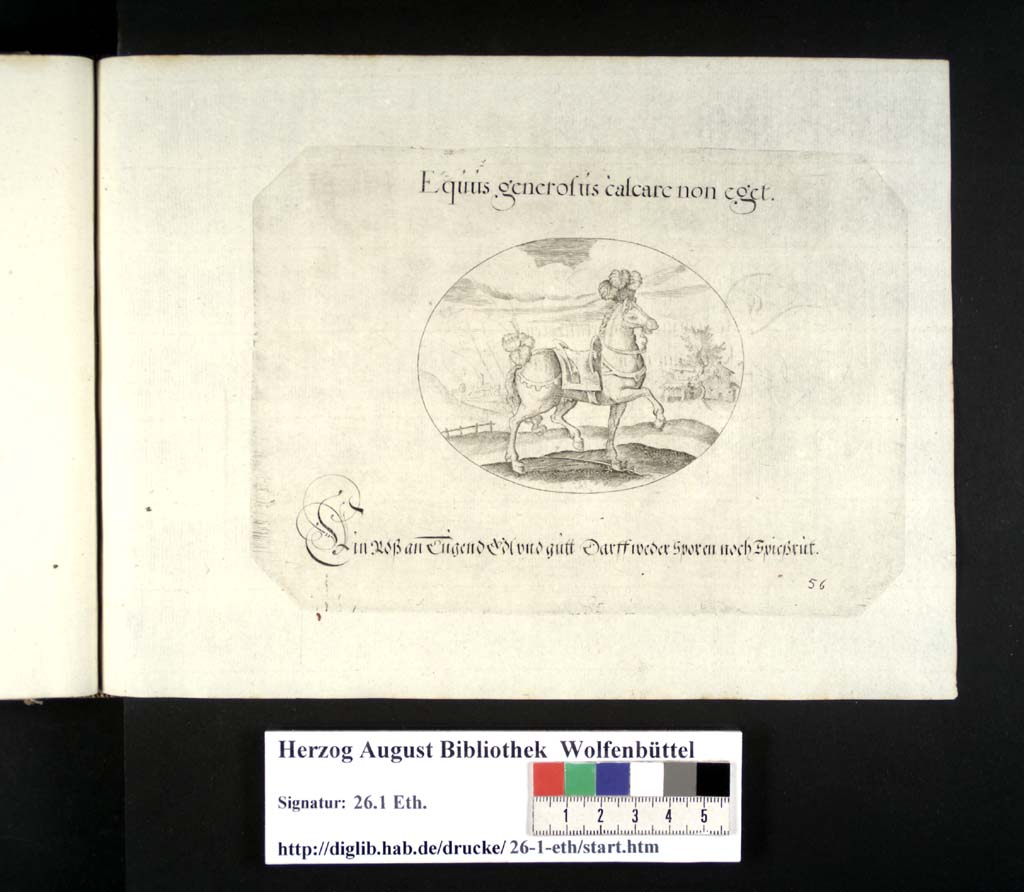 Equus generosus calcare non eget.
Ein Roß an Tugend Edl vnd gutt Darff weder Sporen noch Spießrut.
56
Herzog August Bibliothek Wolfenbüttel
Signatur: 26.1 Eth.
1 2 3 4 5
http://diglib.hab.de/drucke/ 26-1-eth/start.htm